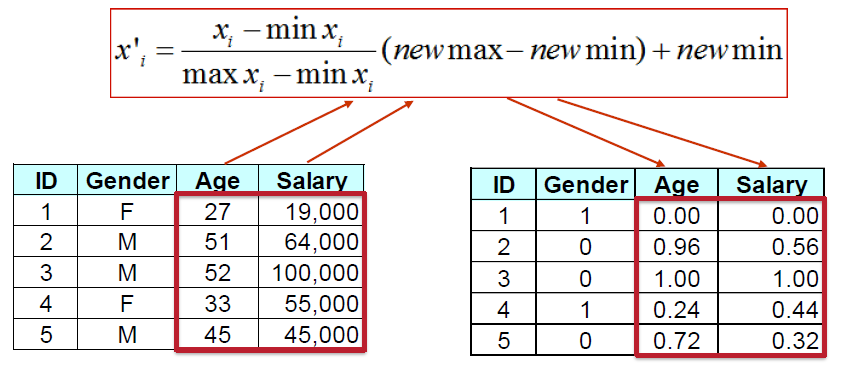 x'i = (xi − min xi) / (max xi − min xi) (new max − new min) + new min
ID Gender Age Salary
1 F 27 19,000
2 M 51 64,000
3 M 52 100,000
4 F 33 55,000
5 M 45 45,000
ID Gender Age Salary
1 1 0.00 0.00
2 0 0.96 0.56
3 0 1.00 1.00
4 1 0.24 0.44
5 0 0.72 0.32